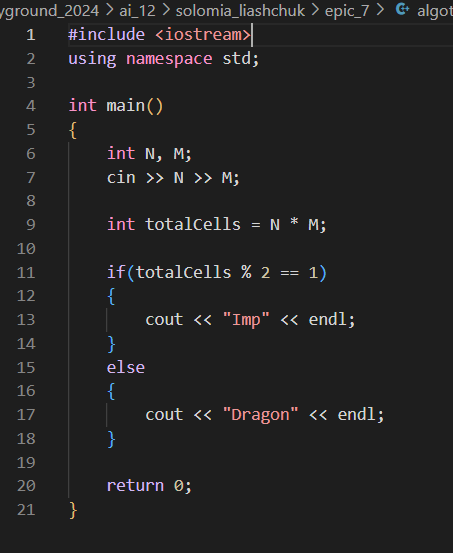 yground_2024 > ai_12 > solomia_liashchuk > epic_7 > algot
1 #include <iostream>
2 using namespace std;
3
4 int main()
5 {
6 int N, M;
7 cin >> N >> M;
8
9 int totalCells = N * M;
10
11 if(totalCells % 2 == 1)
12 {
13 cout << "Imp" << endl;
14 }
15 else
16 {
17 cout << "Dragon" << endl;
18 }
19
20 return 0;
21 }